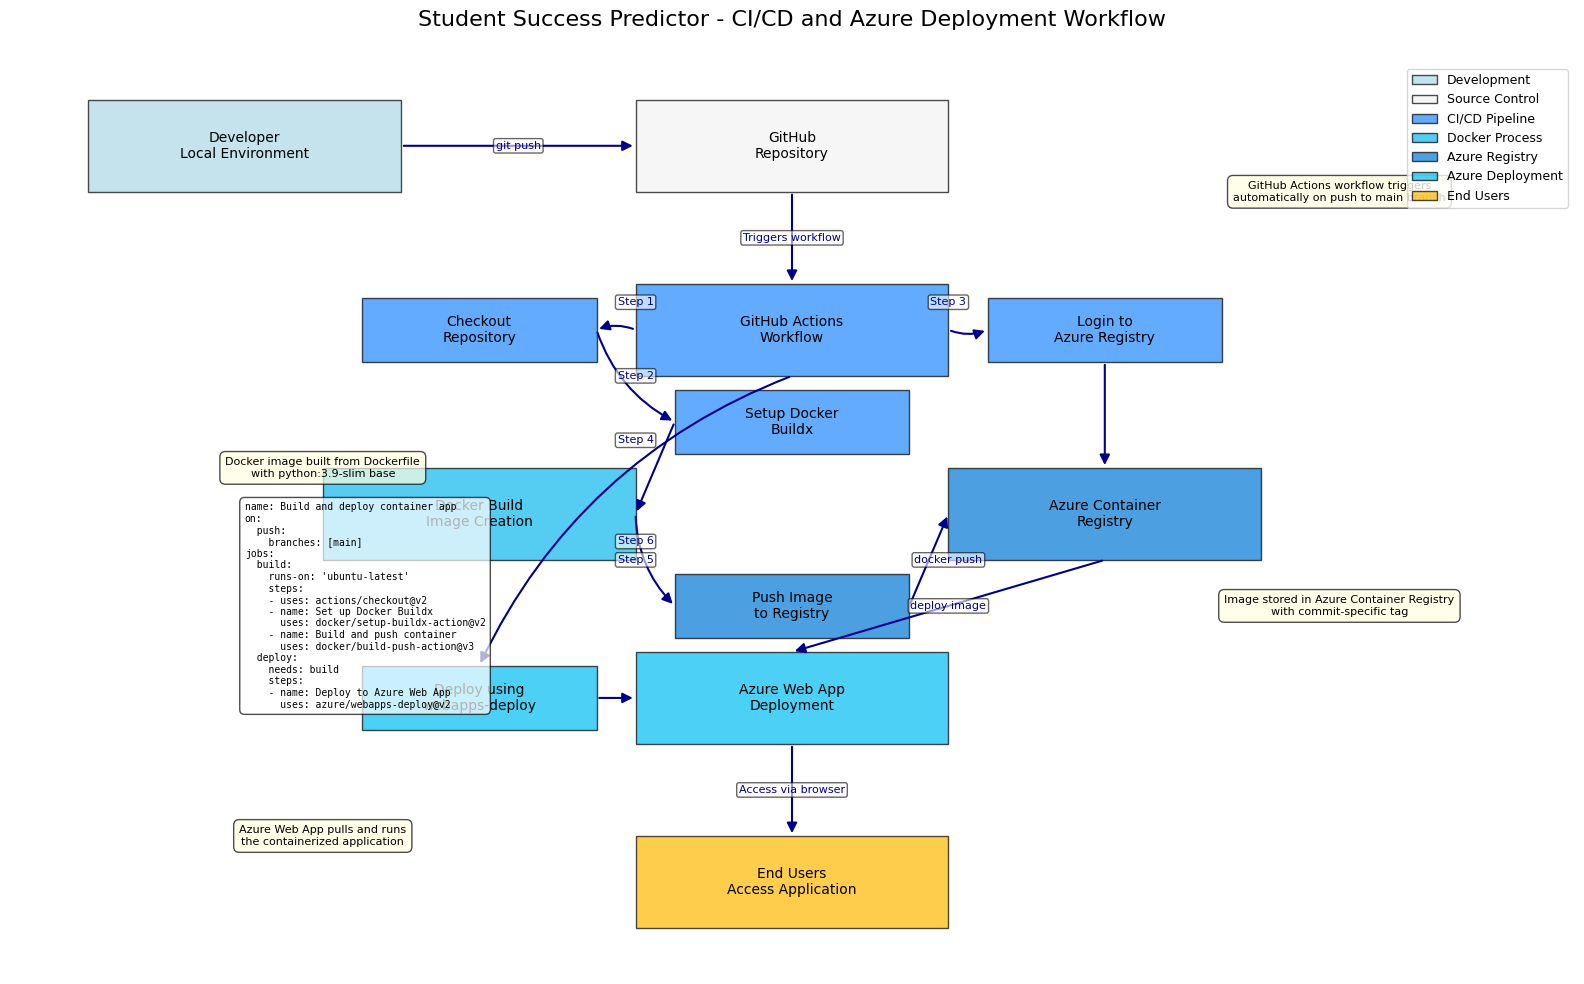 Student Success Predictor - CI/CD and Azure Deployment Workflow
Development
Source Control
CI/CD Pipeline
Docker Process
Azure Registry
Azure Deployment
End Users
Developer
Local Environment
git push
GitHub
Repository
GitHub Actions workflow triggers
automatically on push to main branch
Triggers workflow
Step 1
Step 3
Checkout
Repository
GitHub Actions
Workflow
Login to
Azure Registry
Step 2
Setup Docker
Buildx
Step 4
Docker image built from Dockerfile
with python:3.9-slim base
Docker Build
Image Creation
Azure Container
Registry
name: Build and deploy container app
on:
  push:
    branches: [main]
jobs:
  build:
    runs-on: 'ubuntu-latest'
    steps:
    - uses: actions/checkout@v2
    - name: Set up Docker Buildx
      uses: docker/setup-buildx-action@v2
    - name: Build and push container
      uses: docker/build-push-action@v3
  deploy:
    needs: build
    steps:
    - name: Deploy to Azure Web App
      uses: azure/webapps-deploy@v2
Step 6
Step 5
docker push
Push Image
to Registry
deploy image
Image stored in Azure Container Registry
with commit-specific tag
Deploy using
webapps-deploy
Azure Web App
Deployment
Access via browser
Azure Web App pulls and runs
the containerized application
End Users
Access Application